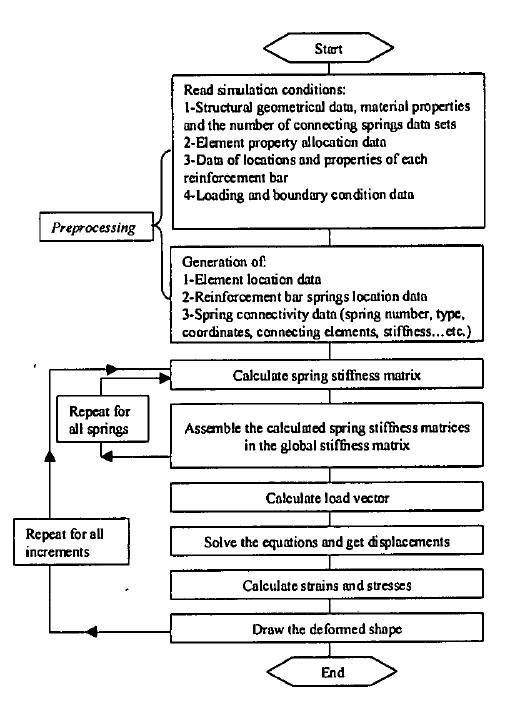 Start
Read simulation conditions:
1-Structural geometrical data, material properties
and the number of connecting springs data sets
2-Element property allocation data
3-Data of locations and properties of each
reinforcement bar
4-Loading and boundary condition data
Preprocessing
Generation of:
1-Element location data
2-Reinforcement bar springs location data
3-Spring connectivity data (spring number, type,
coordinates, connecting elements, stiffness...etc.)
Calculate spring stiffness matrix
Repeat for
all springs
Assemble the calculated spring stiffness matrices
in the global stiffness matrix
Calculate load vector
Repeat for all
increments
Solve the equations and get displacements
Calculate strains and stresses
Draw the deformed shape
End